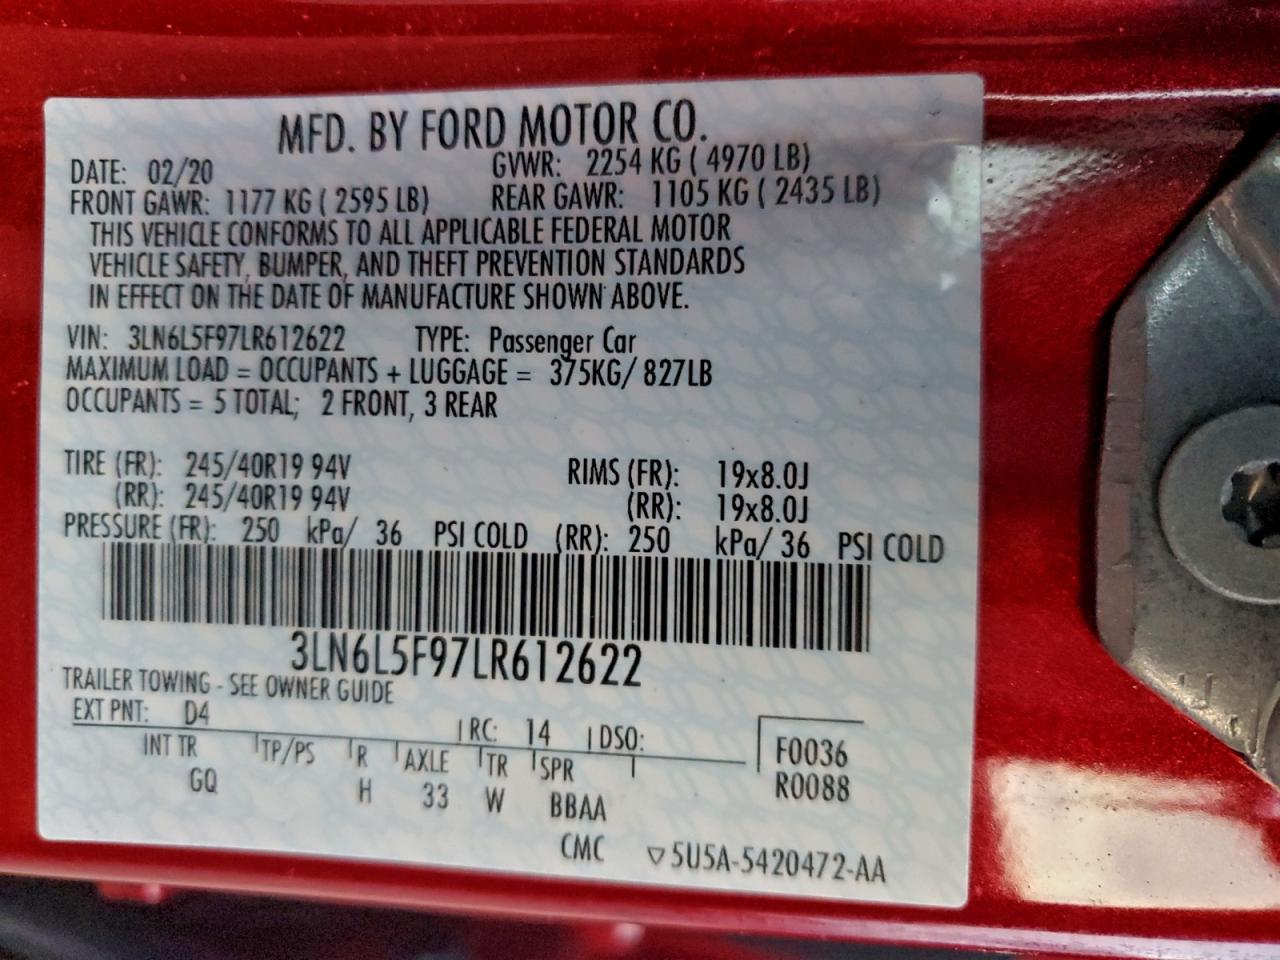 MFD. BY FORD MOTOR CO.
DATE: 02/20 GVWR: 2254 KG ( 4970 LB)
FRONT GAWR: 1177 KG ( 2595 LB) REAR GAWR: 1105 KG ( 2435 LB)
THIS VEHICLE CONFORMS TO ALL APPLICABLE FEDERAL MOTOR
VEHICLE SAFETY, BUMPER, AND THEFT PREVENTION STANDARDS
IN EFFECT ON THE DATE OF MANUFACTURE SHOWN ABOVE.
VIN: 3LN6L5F97LR612622 TYPE: Passenger Car
MAXIMUM LOAD = OCCUPANTS + LUGGAGE = 375KG/ 827LB
OCCUPANTS = 5 TOTAL; 2 FRONT, 3 REAR
TIRE (FR): 245/40R19 94V RIMS (FR): 19x8.0J
(RR): 245/40R19 94V (RR): 19x8.0J
PRESSURE (FR): 250 kPa/ 36 PSI COLD (RR): 250 kPa/ 36 PSI COLD
3LN6L5F97LR612622
TRAILER TOWING - SEE OWNER GUIDE
EXT PNT: D4 RC: 14 DSO:
INT TR TP/PS R AXLE TR SPR F0036
GQ H 33 W BBAA R0088
CMC ▽5U5A-5420472-AA